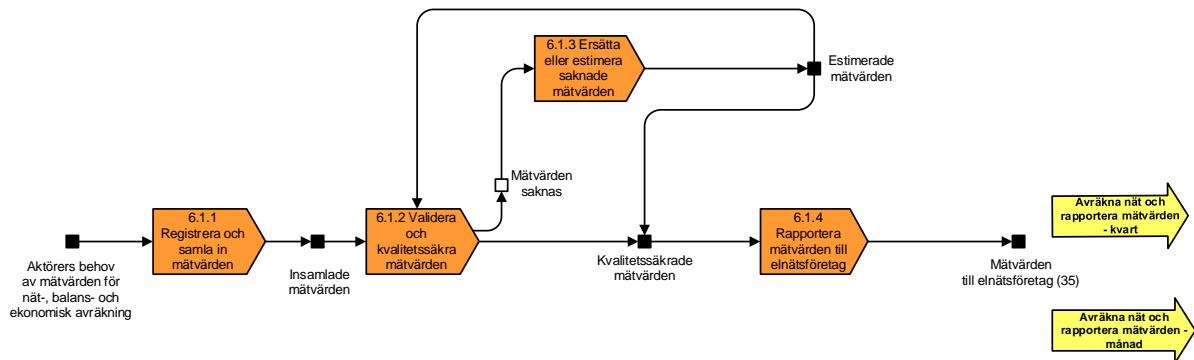 6.1.3 Ersätta
eller estimera
saknade
mätvärden
Estimerade
mätvärden
Mätvärden
saknas
6.1.1
Registrera och
samla in
mätvärden
6.1.2 Validera
och
kvalitetssäkra
mätvärden
6.1.4
Rapportera
mätvärden till
elnätsföretag
Avräkna nät och
rapportera mätvärden
- kvart
Aktörers behov
av mätvärden för
nät-, balans- och
ekonomisk avräkning
Insamlade
mätvärden
Kvalitetssäkrade
mätvärden
Mätvärden
till elnätsföretag (35)
Avräkna nät och
rapportera mätvärden -
månad